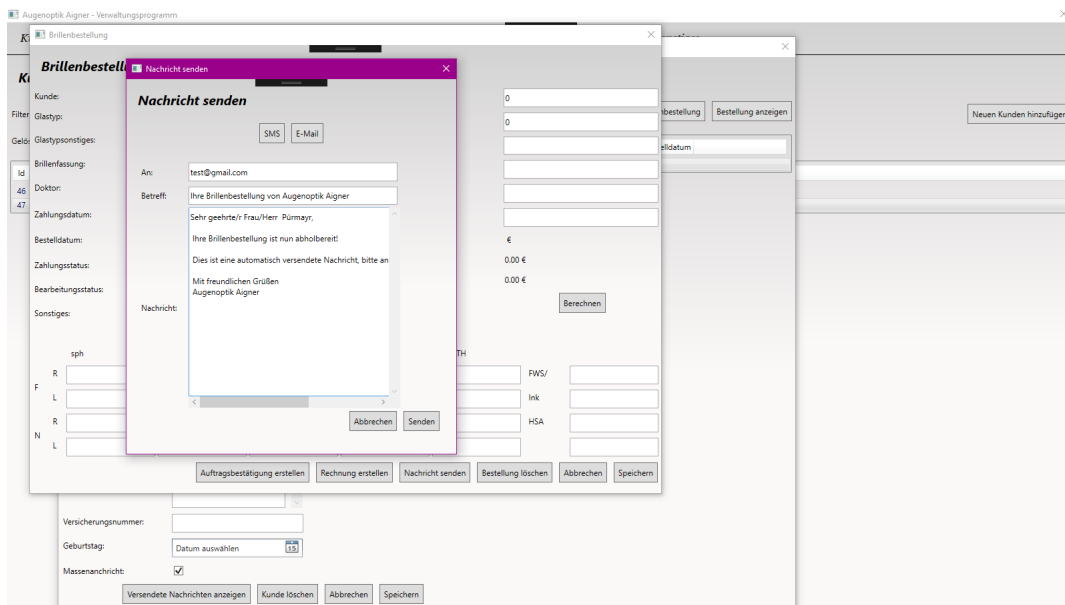 Augenoptik Aigner - Verwaltungsprogramm
Brillenbestellung
Brillenbestell
Kunde:
0
Glastyp:
0
Glastypsonstiges:
Brillenfassung:
Doktor:
Zahlungsdatum:
Bestelldatum:
€
Zahlungsstatus:
0.00 €
Bearbeitungsstatus:
0.00 €
Sonstiges:
Berechnen
Nachricht senden
Nachricht senden
SMS E-Mail
An: test@gmail.com
Betreff: Ihre Brillenbestellung von Augenoptik Aigner
Nachricht:
Sehr geehrte/r Frau/Herr Pürmayr,
Ihre Brillenbestellung ist nun abholbereit!
Dies ist eine automatisch versendete Nachricht, bitte an
Mit freundlichen Grüßen
Augenoptik Aigner
Abbrechen Senden
sph TH
F R FWS/
L Ink
N R HSA
L
Auftragsbestätigung erstellen Rechnung erstellen Nachricht senden Bestellung löschen Abbrechen Speichern
nbestellung Bestellung anzeigen
elldatum
Neuen Kunden hinzufügen
Filter
Gelös
Id
46
47
Versicherungsnummer:
Geburtstag: Datum auswählen 15
Massenanchricht:
Versendete Nachrichten anzeigen Kunde löschen Abbrechen Speichern